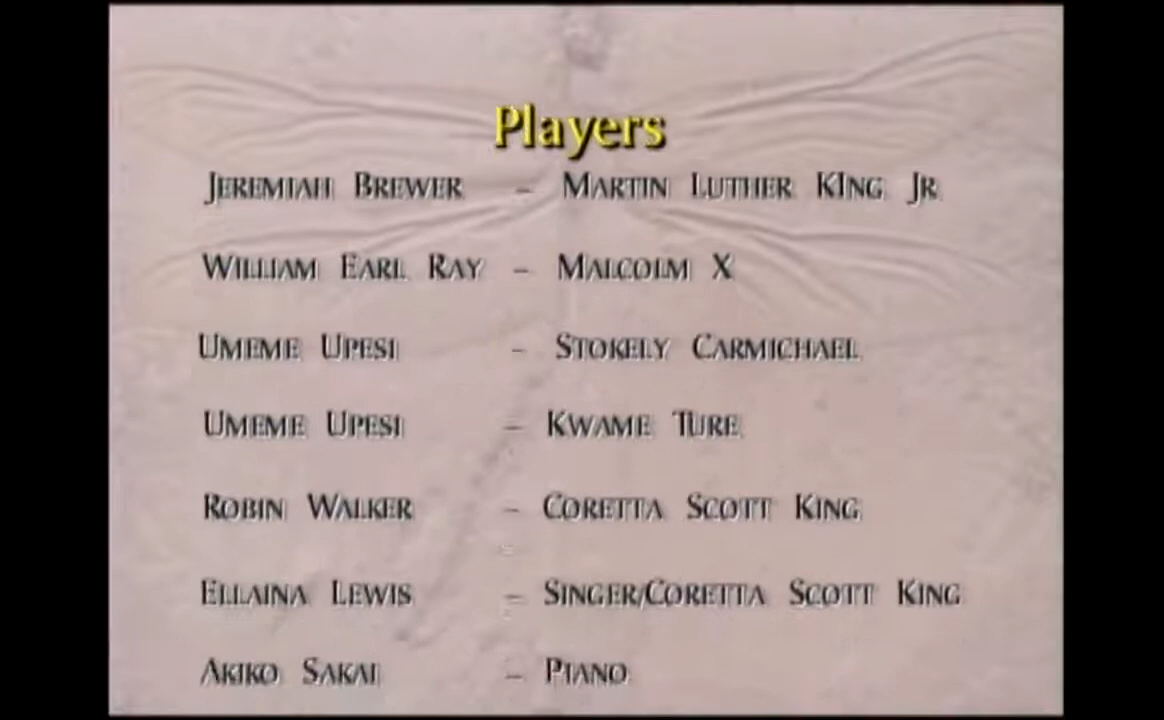 Players
Jeremiah Brewer - Martin Luther KIng Jr
William Earl Ray - Malcolm X
Umeme Upesi - Stokely Carmichael
Umeme Upesi - Kwame Ture
Robin Walker - Coretta Scott King
Ellaina Lewis - Singer/Coretta Scott King
Akiko Sakai - Piano